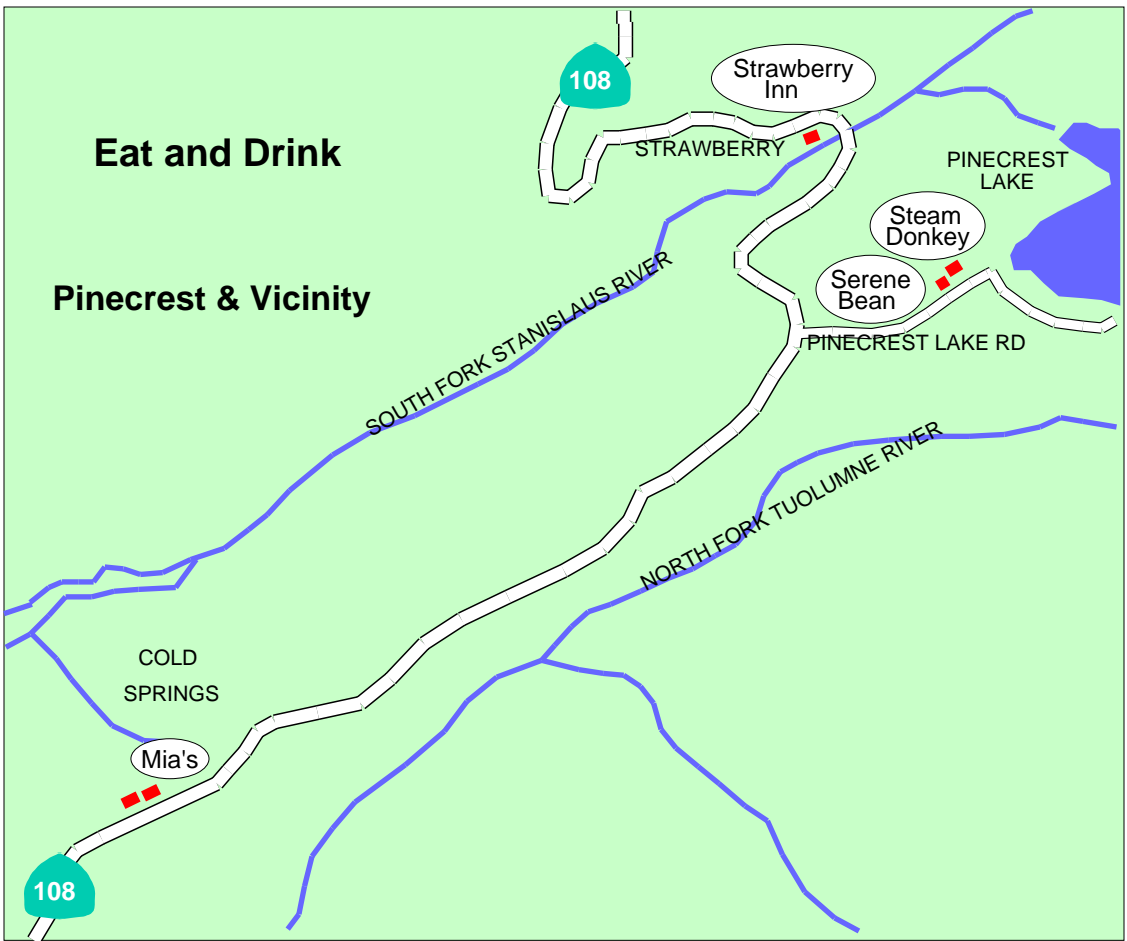 108
Strawberry
Inn
Eat and Drink
STRAWBERRY
PINECREST
LAKE
Steam
Donkey
Serene
Bean
Pinecrest & Vicinity
SOUTH FORK STANISLAUS RIVER
PINECREST LAKE RD
NORTH FORK TUOLUMNE RIVER
COLD
SPRINGS
Mia's
108